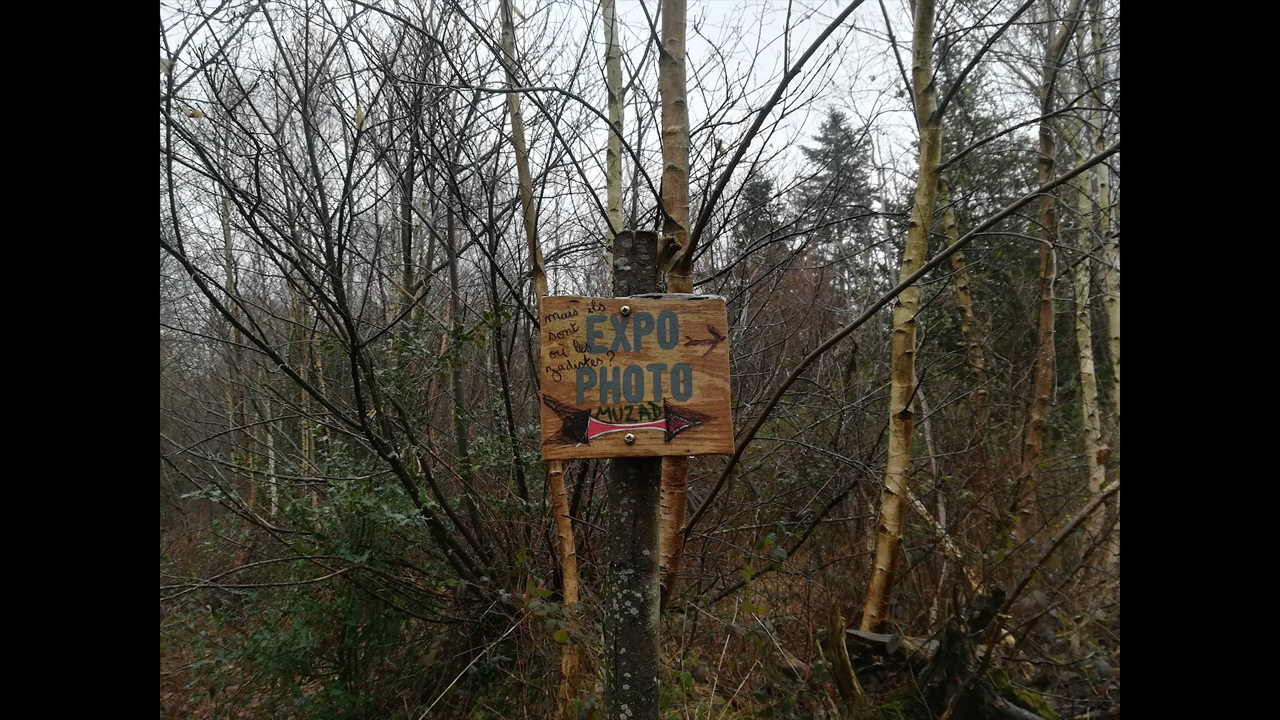 mais ils
sont
où les
zadistes?
EXPO
PHOTO
MUZAD